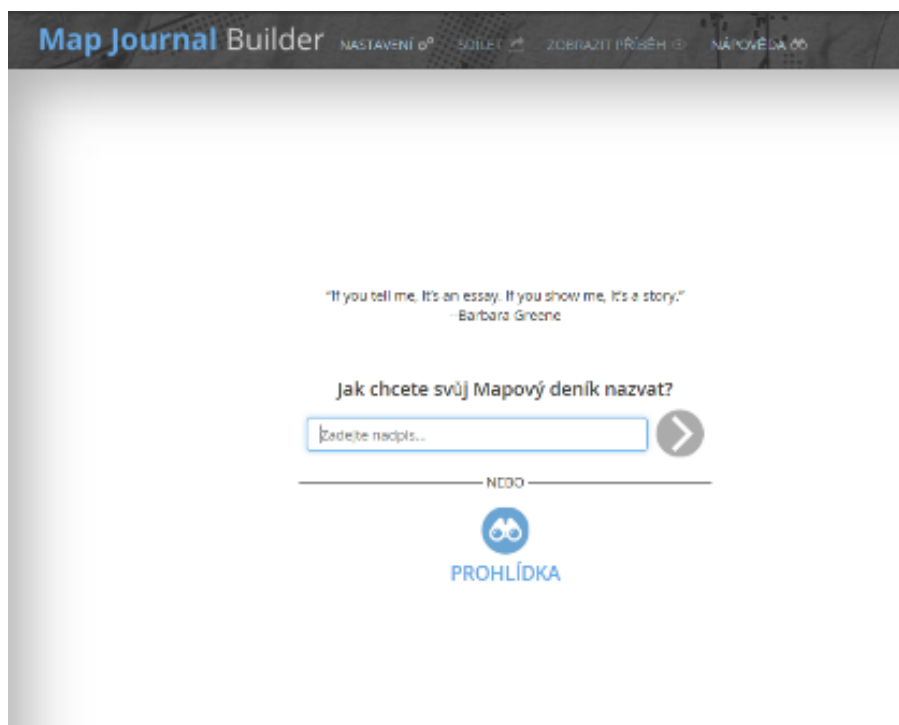 Map Journal Builder NASTAVENÍ SDÍLET ZOBRAZIT PŘÍBĚH NÁPOVĚDA
"If you tell me, it's an essay. If you show me, it's a story."
--Barbara Greene
Jak chcete svůj Mapový deník nazvat?
Zadejte nadpis...
NEBO
PROHLÍDKA